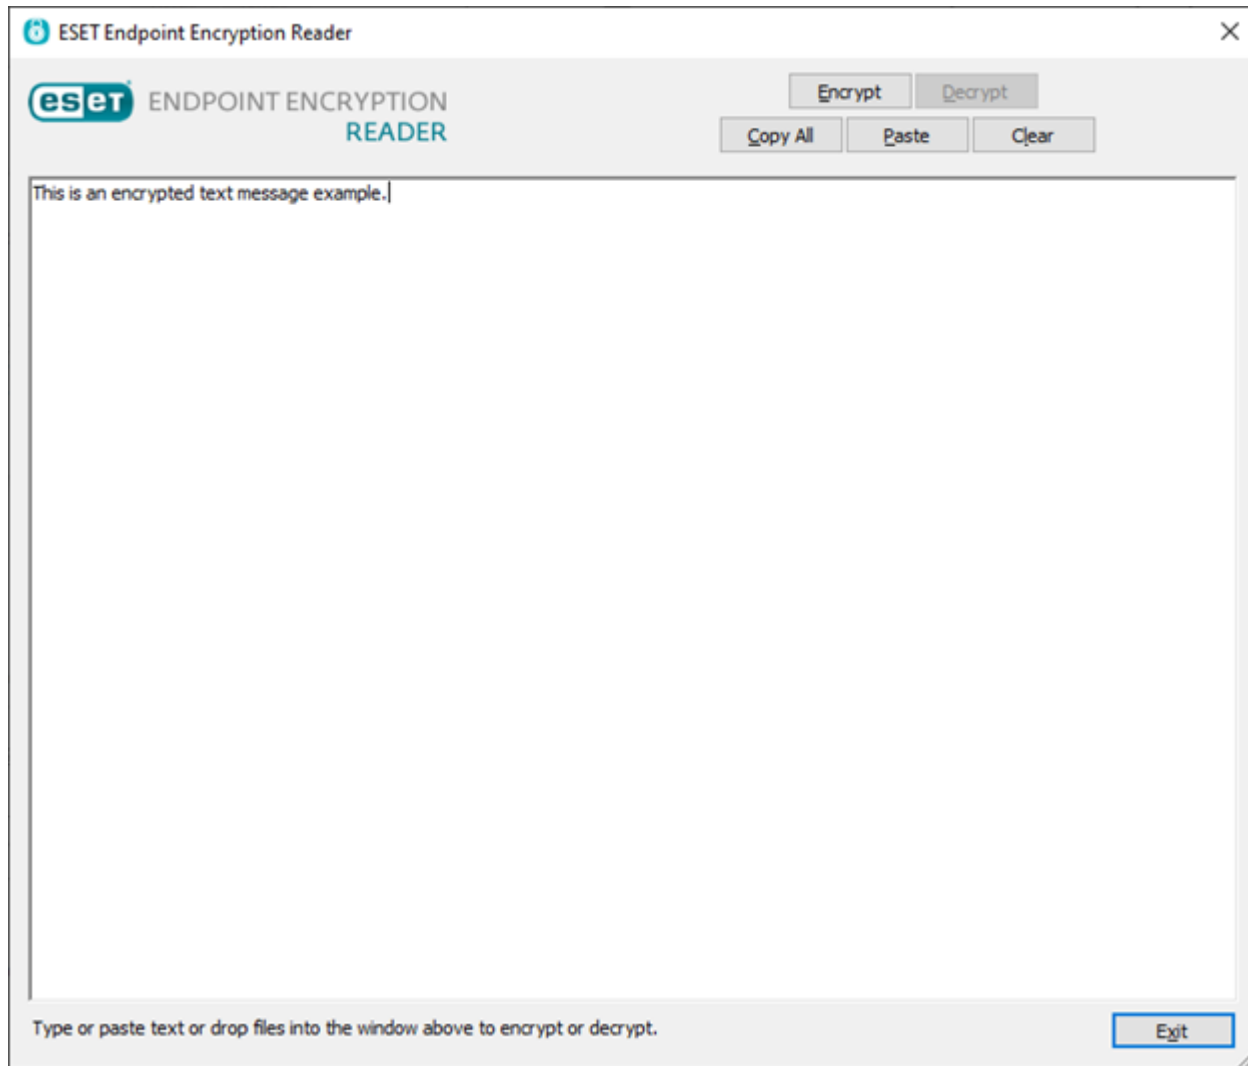 ESET Endpoint Encryption Reader
eset ENDPOINT ENCRYPTION
READER
Encrypt Decrypt
Copy All Paste Clear
This is an encrypted text message example.
Type or paste text or drop files into the window above to encrypt or decrypt.
Exit